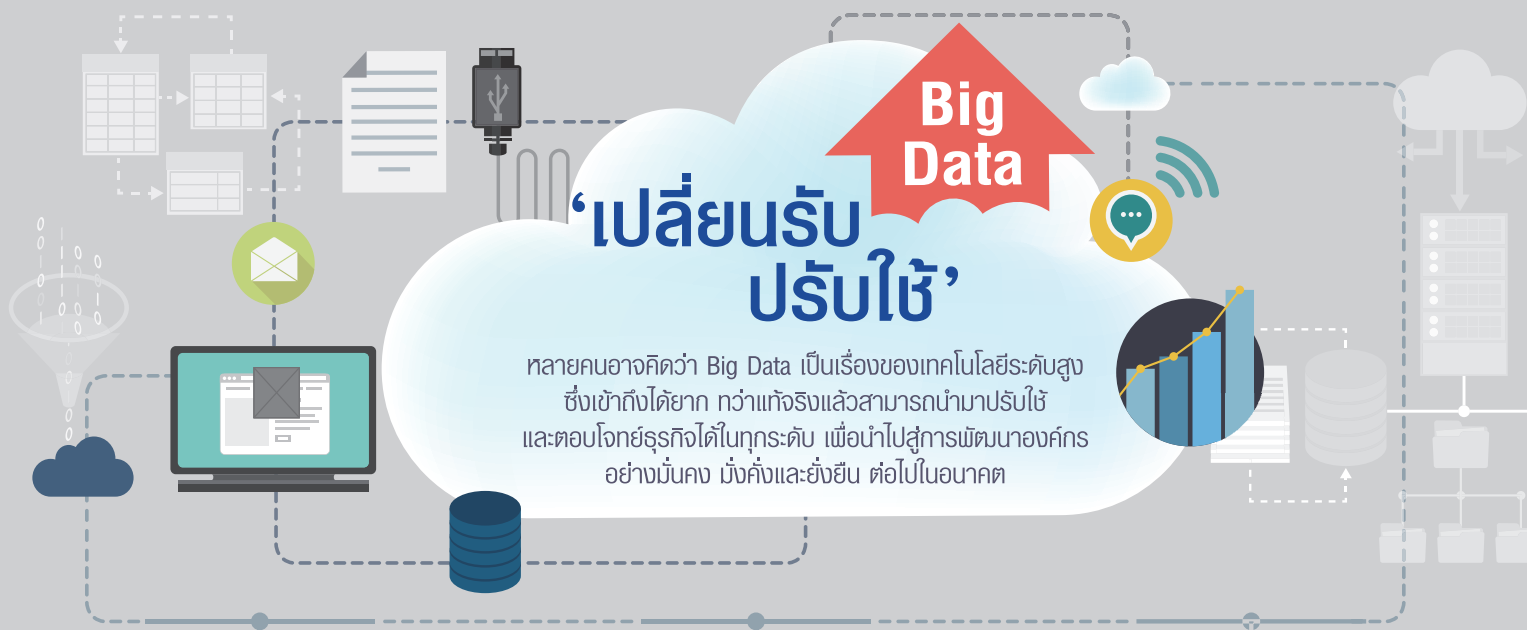 Big
Data
‘เปลี่ยนรับ
ปรับใช้’
หลายคนอาจคิดว่า Big Data เป็นเรื่องของเทคโนโลยีระดับสูง
ซึ่งเข้าถึงได้ยาก ทว่าแท้จริงแล้วสามารถนำมาปรับใช้
และตอบโจทย์ธุรกิจได้ในทุกระดับ เพื่อนำไปสู่การพัฒนาองค์กร
อย่างมั่นคง มั่งคั่งและยั่งยืน ต่อไปในอนาคต